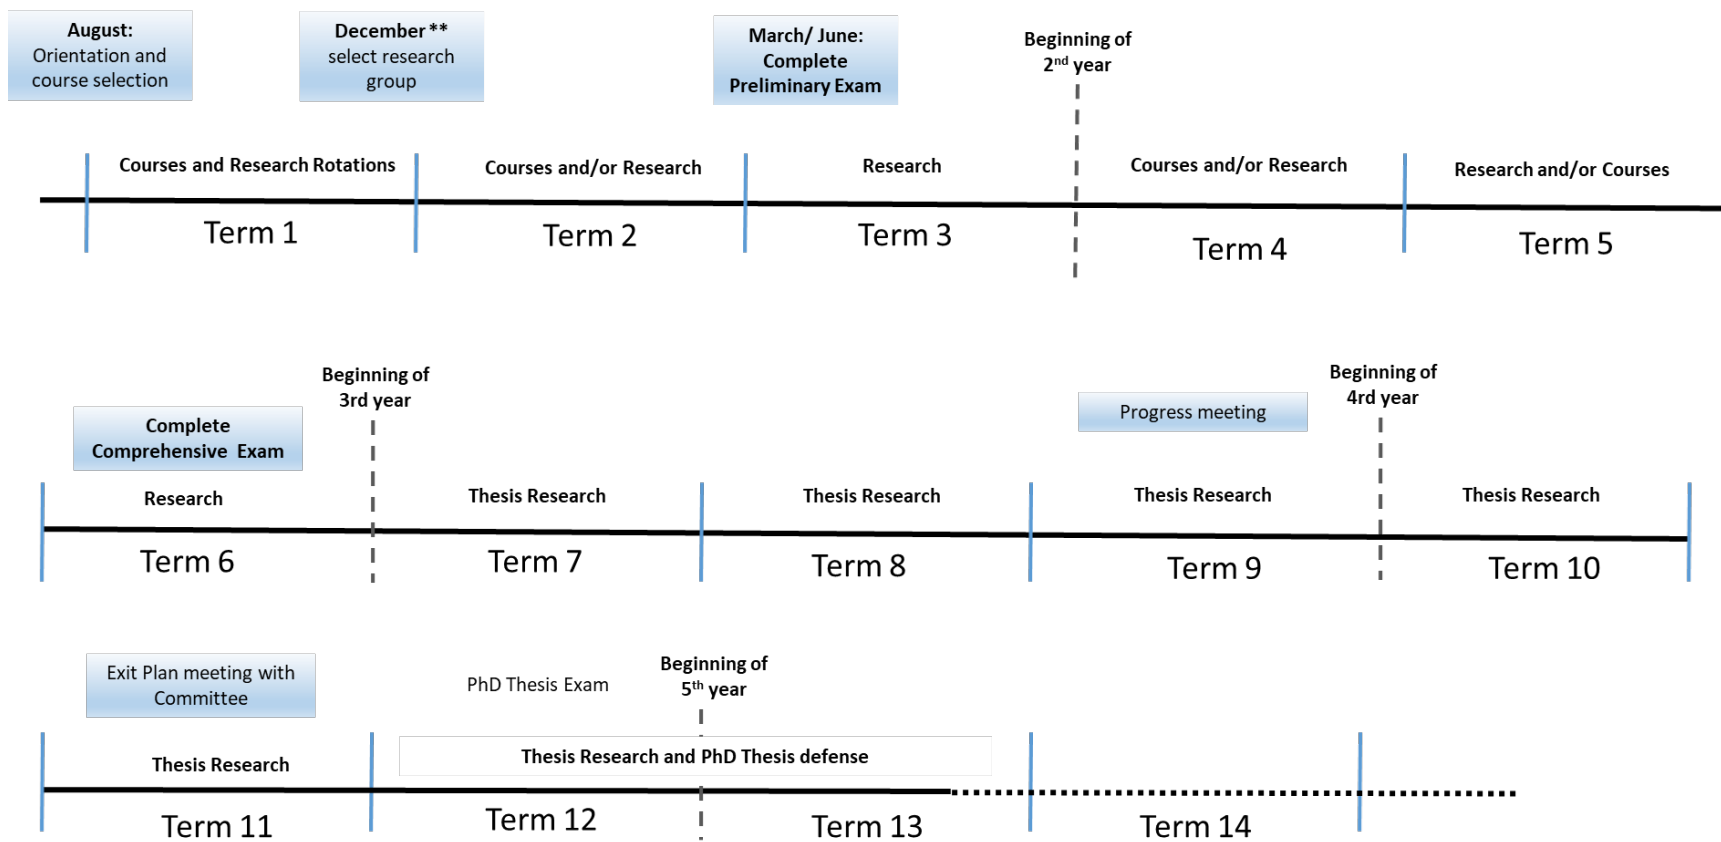 August:
Orientation and
course selection
December **
select research
group
March/ June:
Complete
Preliminary Exam
Beginning of
2nd year
Courses and Research Rotations
Courses and/or Research
Research
Courses and/or Research
Research and/or Courses
Term 1
Term 2
Term 3
Term 4
Term 5
Complete
Comprehensive Exam
Beginning of
3rd year
Progress meeting
Beginning of
4rd year
Research
Thesis Research
Thesis Research
Thesis Research
Thesis Research
Term 6
Term 7
Term 8
Term 9
Term 10
Exit Plan meeting with
Committee
PhD Thesis Exam
Beginning of
5th year
Thesis Research
Thesis Research and PhD Thesis defense
Term 11
Term 12
Term 13
Term 14